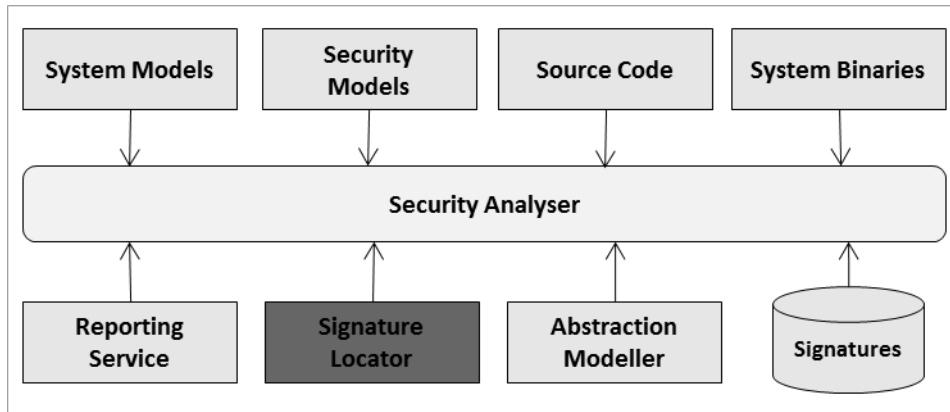 System Models
Security
Models
Source Code
System Binaries
Security Analyser
Reporting
Service
Signature
Locator
Abstraction
Modeller
Signatures